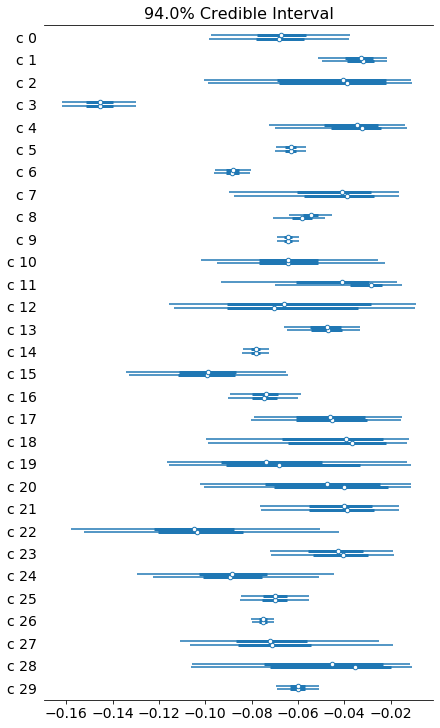 94.0% Credible Interval
c 0
c 1
c 2
c 3
c 4
c 5
c 6
c 7
c 8
c 9
c 10
c 11
c 12
c 13
c 14
c 15
c 16
c 17
c 18
c 19
c 20
c 21
c 22
c 23
c 24
c 25
c 26
c 27
c 28
c 29
−0.16 −0.14 −0.12 −0.10 −0.08 −0.06 −0.04 −0.02